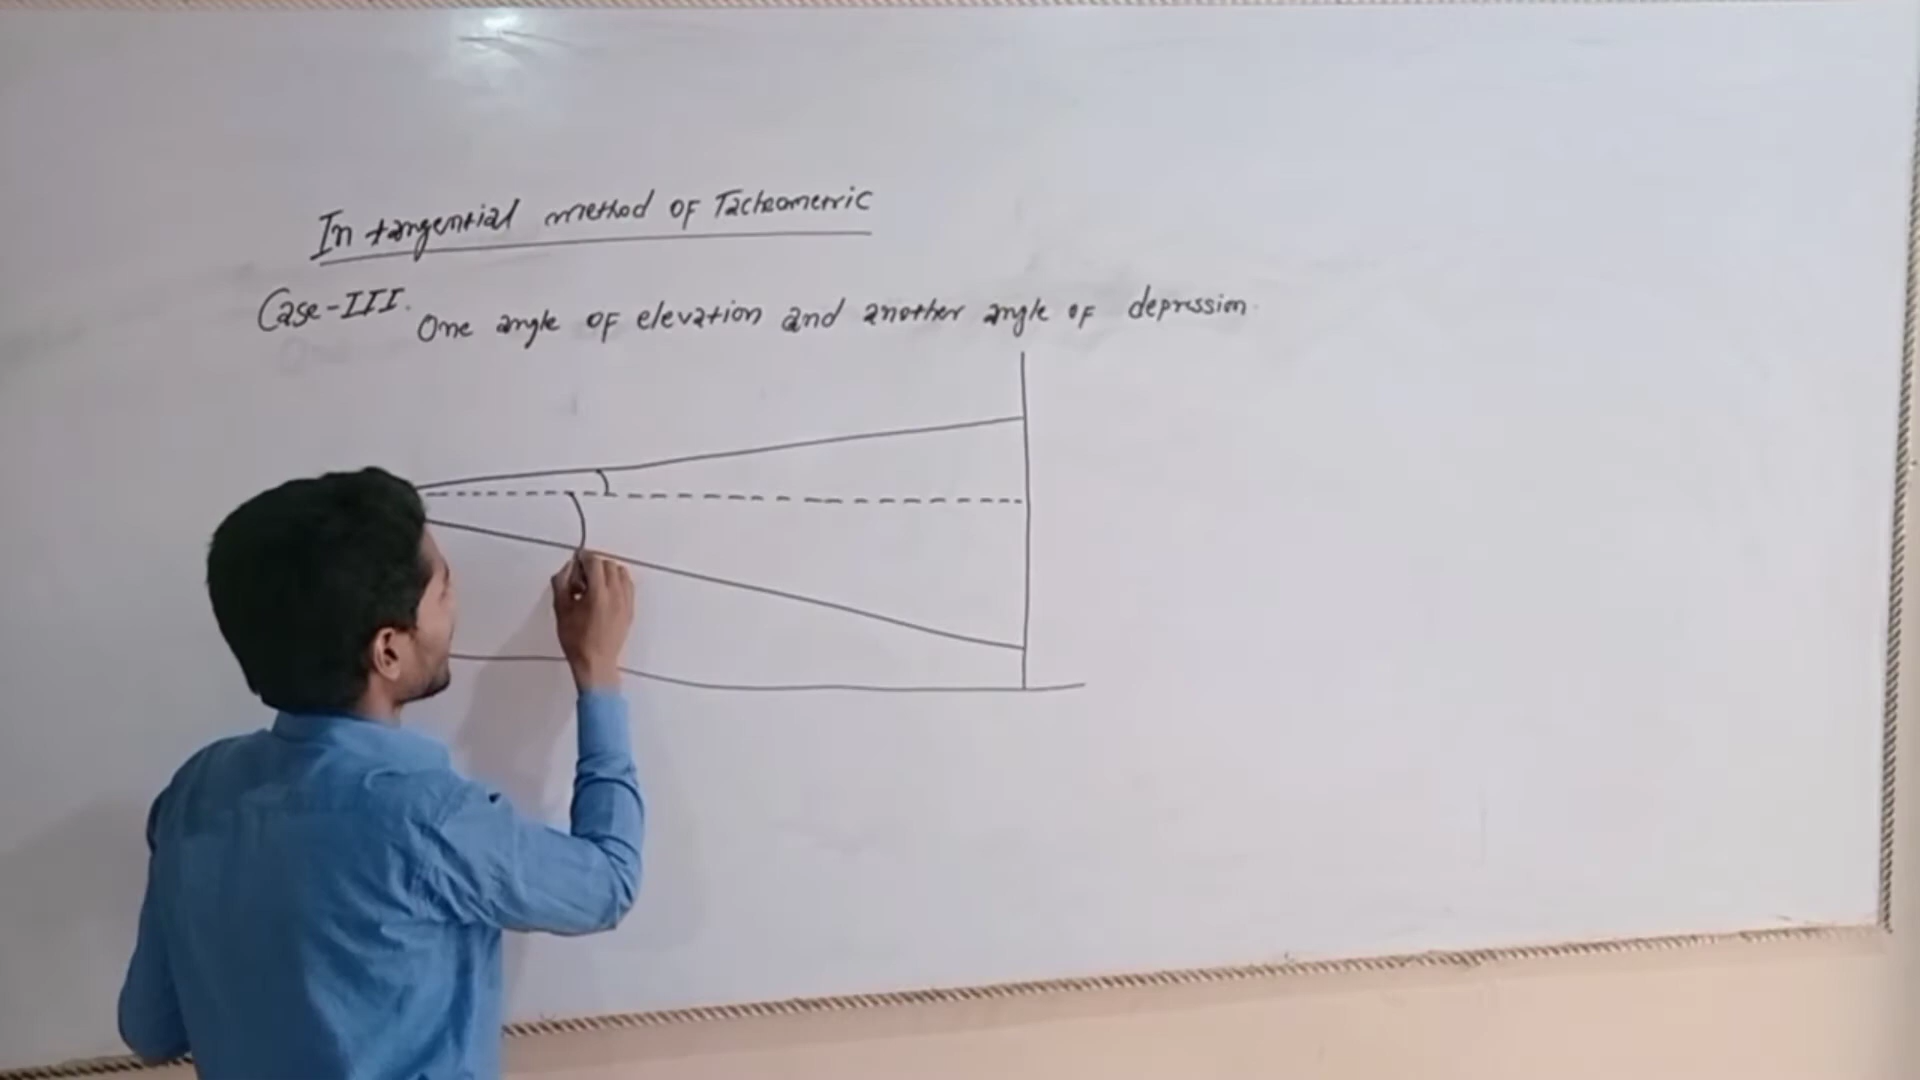 In tangential method OF Tacheometric
Case-III. One angle OF elevation and another angle OF depression.